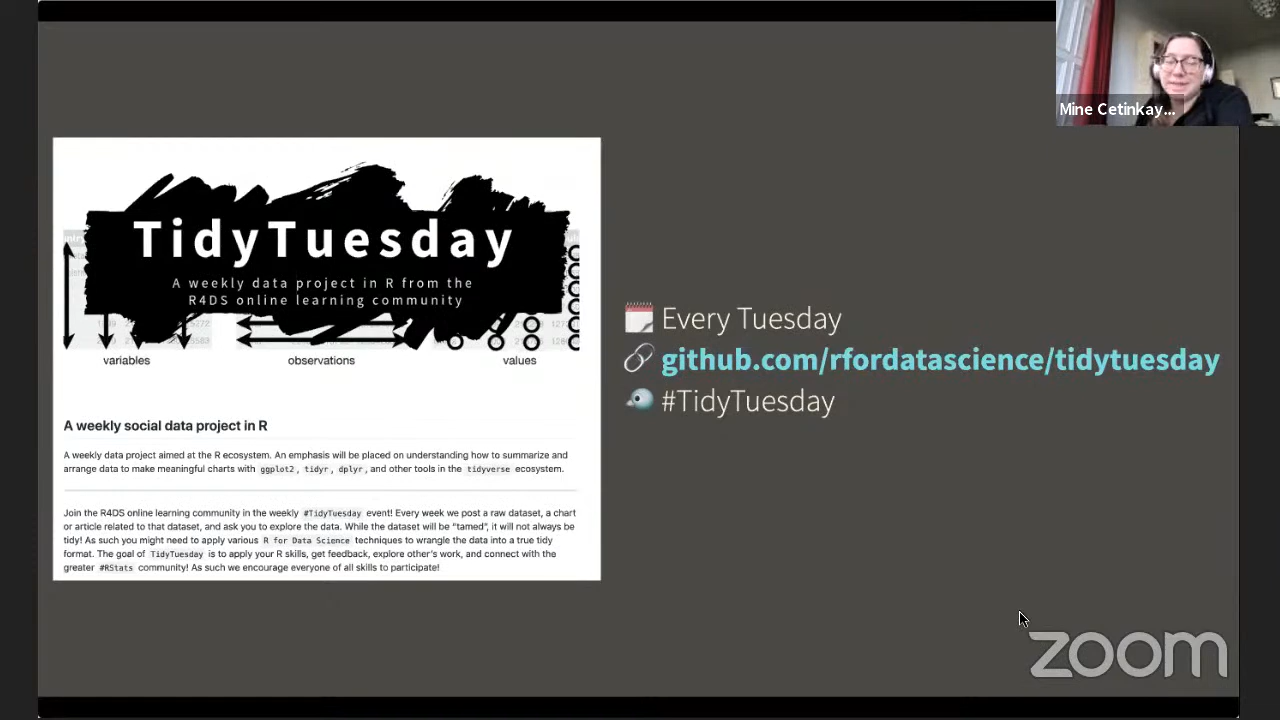 Mine Cetinkay...
TidyTuesday
A weekly data project in R from the
R4DS online learning community
variables
observations
values
A weekly social data project in R
A weekly data project aimed at the R ecosystem. An emphasis will be placed on understanding how to summarize and
arrange data to make meaningful charts with ggplot2, tidyr, dplyr, and other tools in the tidyverse ecosystem.
Join the R4DS online learning community in the weekly #TidyTuesday event! Every week we post a raw dataset, a chart
or article related to that dataset, and ask you to explore the data. While the dataset will be “tamed”, it will not always be
tidy! As such you might need to apply various R for Data Science techniques to wrangle the data into a true tidy
format. The goal of TidyTuesday is to apply your R skills, get feedback, explore other's work, and connect with the
greater #RStats community! As such we encourage everyone of all skills to participate!
Every Tuesday
github.com/rfordatascience/tidytuesday
#TidyTuesday
zoom